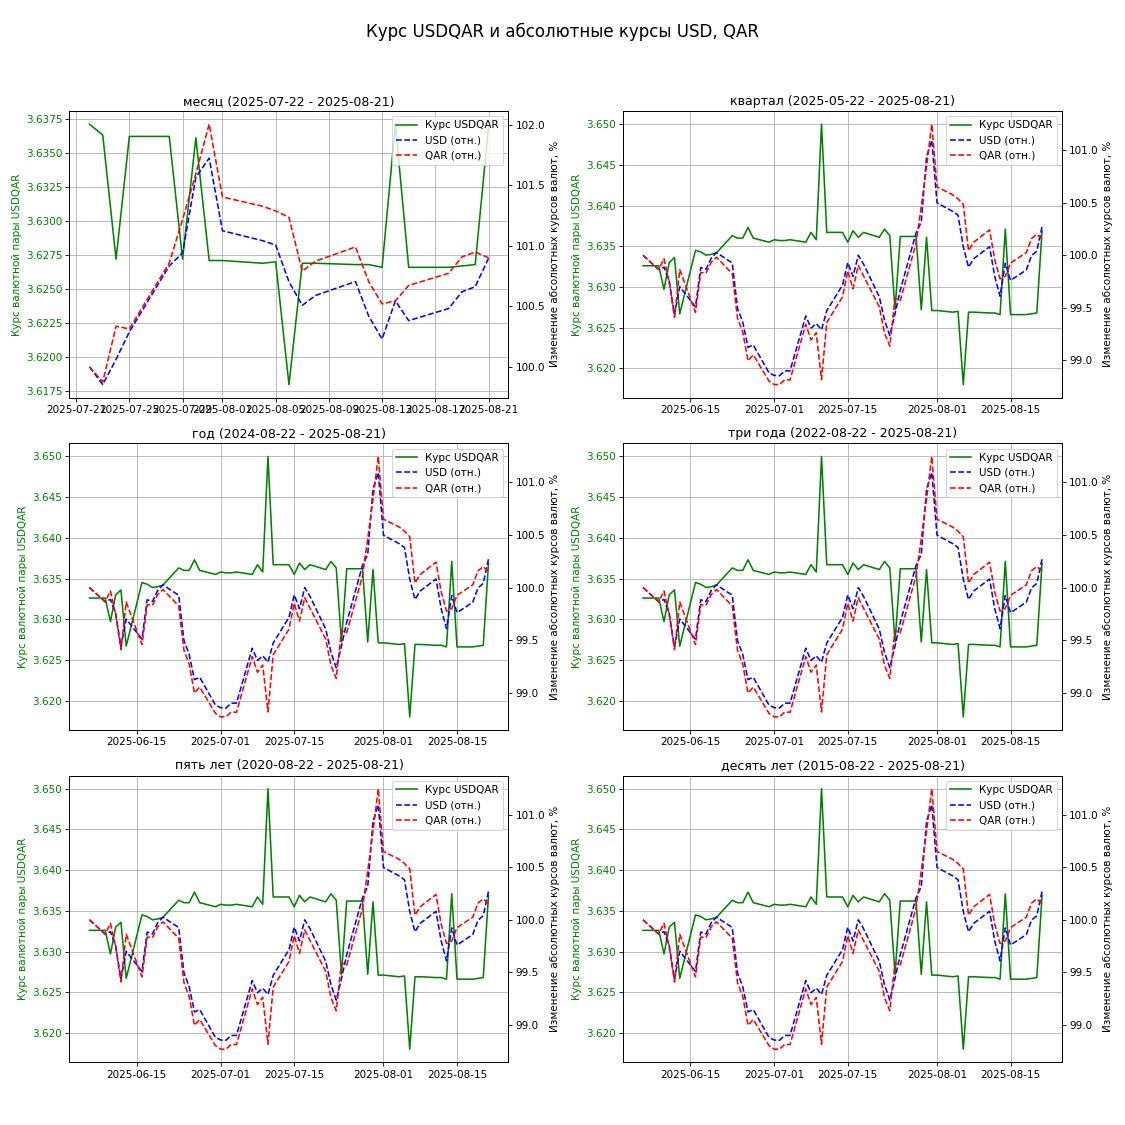 Курс USDQAR и абсолютные курсы USD, QAR
месяц (2025-07-22 - 2025-08-21)
Курс валютной пары USDQAR
3.6375
3.6350
3.6325
3.6300
3.6275
3.6250
3.6225
3.6200
3.6175
Курс USDQAR
USD (отн.)
QAR (отн.)
102.0
101.5
101.0
100.5
100.0
Изменение абсолютных курсов валют, %
2025-07-21 2025-07-25 2025-07-29 2025-08-01 2025-08-05 2025-08-09 2025-08-13 2025-08-17 2025-08-21
квартал (2025-05-22 - 2025-08-21)
Курс валютной пары USDQAR
3.650
3.645
3.640
3.635
3.630
3.625
3.620
Курс USDQAR
USD (отн.)
QAR (отн.)
101.0
100.5
100.0
99.5
99.0
Изменение абсолютных курсов валют, %
2025-06-15 2025-07-01 2025-07-15 2025-08-01 2025-08-15
год (2024-08-22 - 2025-08-21)
Курс валютной пары USDQAR
3.650
3.645
3.640
3.635
3.630
3.625
3.620
Курс USDQAR
USD (отн.)
QAR (отн.)
101.0
100.5
100.0
99.5
99.0
Изменение абсолютных курсов валют, %
2025-06-15 2025-07-01 2025-07-15 2025-08-01 2025-08-15
три года (2022-08-22 - 2025-08-21)
Курс валютной пары USDQAR
3.650
3.645
3.640
3.635
3.630
3.625
3.620
Курс USDQAR
USD (отн.)
QAR (отн.)
101.0
100.5
100.0
99.5
99.0
Изменение абсолютных курсов валют, %
2025-06-15 2025-07-01 2025-07-15 2025-08-01 2025-08-15
пять лет (2020-08-22 - 2025-08-21)
Курс валютной пары USDQAR
3.650
3.645
3.640
3.635
3.630
3.625
3.620
Курс USDQAR
USD (отн.)
QAR (отн.)
101.0
100.5
100.0
99.5
99.0
Изменение абсолютных курсов валют, %
2025-06-15 2025-07-01 2025-07-15 2025-08-01 2025-08-15
десять лет (2015-08-22 - 2025-08-21)
Курс валютной пары USDQAR
3.650
3.645
3.640
3.635
3.630
3.625
3.620
Курс USDQAR
USD (отн.)
QAR (отн.)
101.0
100.5
100.0
99.5
99.0
Изменение абсолютных курсов валют, %
2025-06-15 2025-07-01 2025-07-15 2025-08-01 2025-08-15